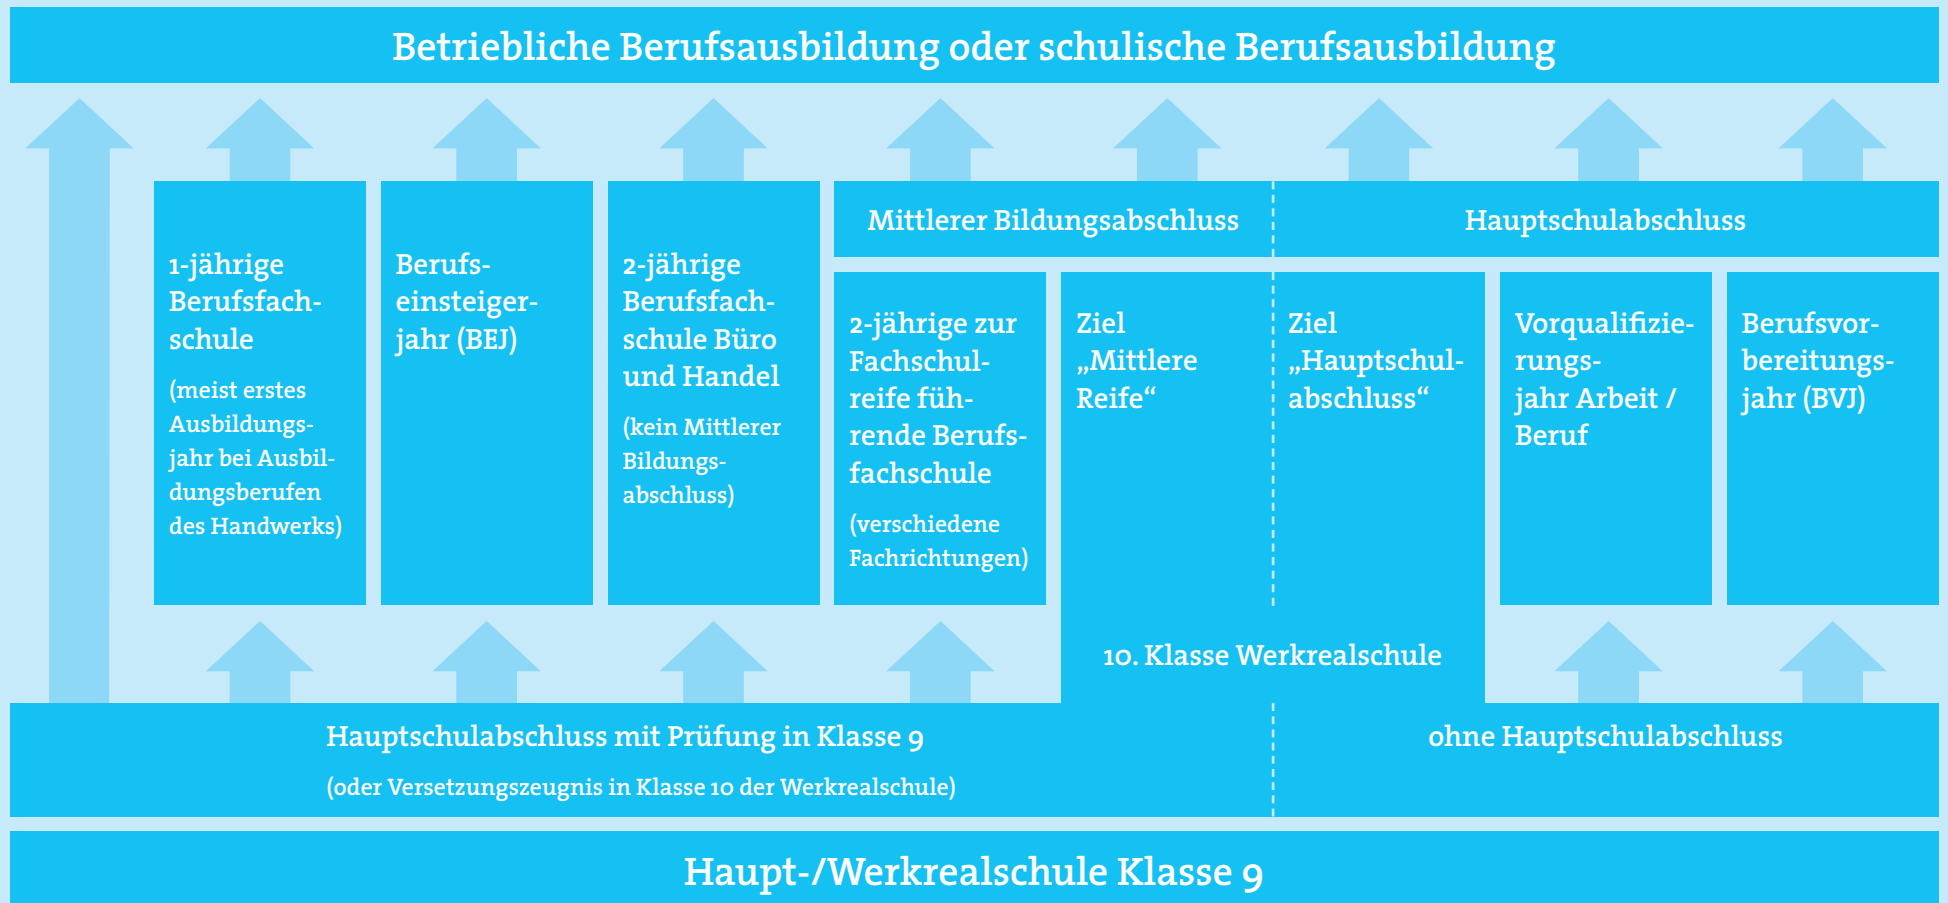 Betriebliche Berufsausbildung oder schulische Berufsausbildung
1-jährige
Berufsfach-
schule
(meist erstes
Ausbildungs-
jahr bei Ausbil-
dungsberufen
des Handwerks)
Berufs-
einsteiger-
jahr (BEJ)
2-jährige
Berufsfach-
schule Büro
und Handel
(kein Mittlerer
Bildungs-
abschluss)
Mittlerer Bildungsabschluss
Hauptschulabschluss
2-jährige zur
Fachschul-
reife füh-
rende Berufs-
fachschule
(verschiedene
Fachrichtungen)
Ziel
„Mittlere
Reife“
Ziel
„Hauptschul-
abschluss“
Vorqualifizie-
rungs-
jahr Arbeit /
Beruf
Berufsvor-
bereitungs-
jahr (BVJ)
10. Klasse Werkrealschule
Hauptschulabschluss mit Prüfung in Klasse 9
(oder Versetzungszeugnis in Klasse 10 der Werkrealschule)
ohne Hauptschulabschluss
Haupt-/Werkrealschule Klasse 9